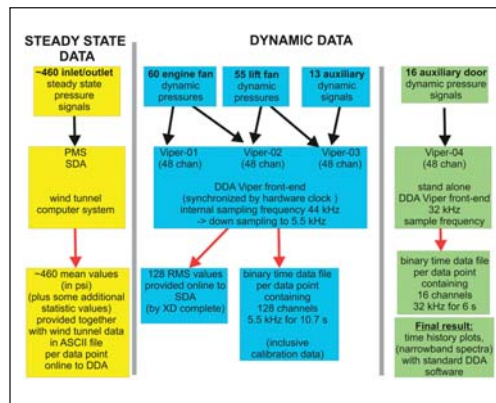 STEADY STATE
DATA
~460 inlet/outlet
steady state
pressure
signals
PMS
SDA
wind tunnel
computer system
~460 mean values
(in psi)
(plus some additional
statistic values)
provided together
with wind tunnel data
in ASCII file
per data point
online to DDA
DYNAMIC DATA
60 engine fan
dynamic
pressures
55 lift fan
dynamic
pressures
13 auxiliary
dynamic
signals
Viper-01
(48 chan)
Viper-02
(48 chan)
Viper-03
(48 chan)
DDA Viper front-end
(synchronized by hardware clock)
internal sampling frequency 44 kHz
-> down sampling to 5.5 kHz
128 RMS values
provided online to
SDA
(by XD complete)
binary time data file
per data point
containing
128 channels
5.5 kHz for 10.7 s
(inclusive
calibration data)
16 auxiliary door
dynamic pressure
signals
Viper-04
(48 chan)
stand alone
DDA Viper front-end
32 kHz
sample frequency
binary time data file
per data point
containing
16 channels
32 kHz for 6 s
Final result:
time history plots,
(narrowband spectra)
with standard DDA
software